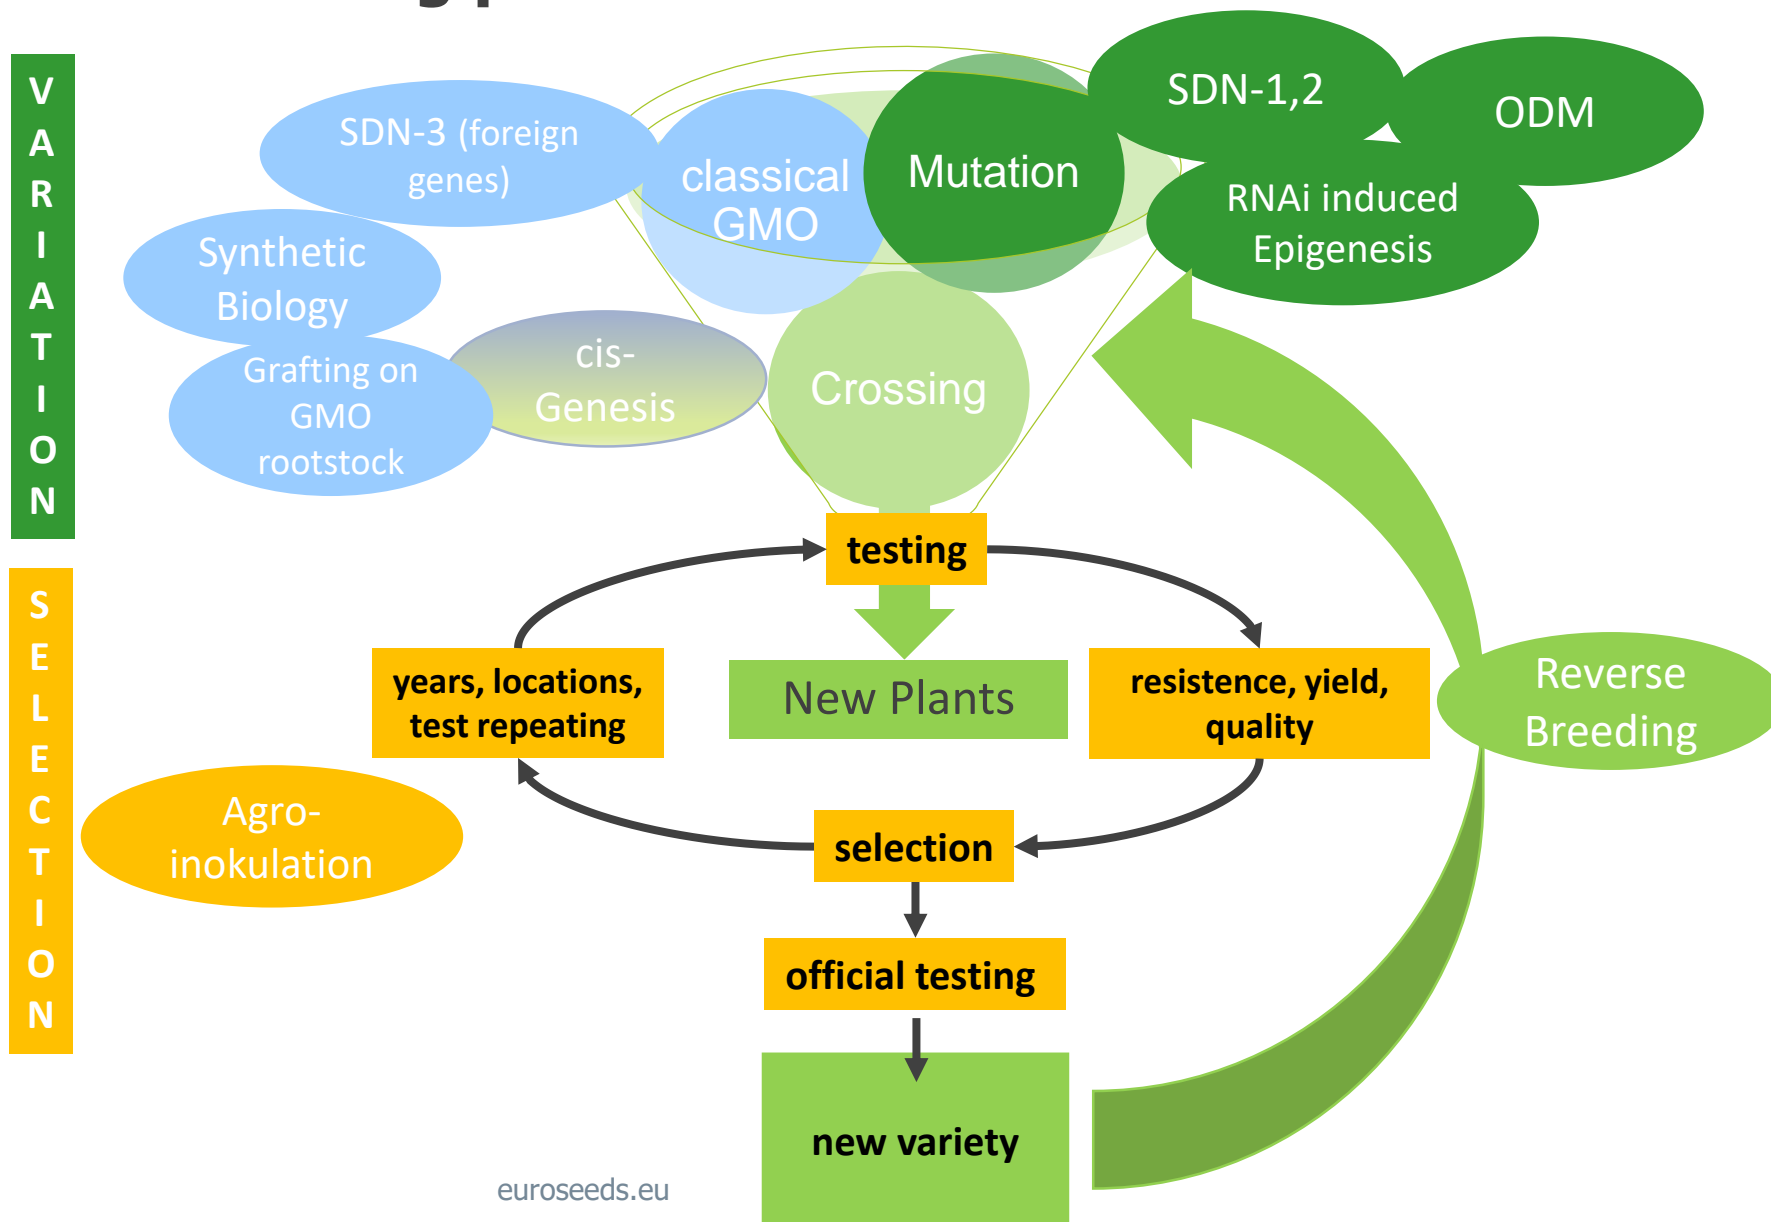 VARIATION
SDN-1,2
ODM
SDN-3 (foreign
genes)
classical
GMO
Mutation
RNAi induced
Epigenesis
Synthetic
Biology
Grafting on
GMO
rootstock
cis-
Genesis
Crossing
SELECTION
testing
years, locations,
test repeating
New Plants
resistence, yield,
quality
Reverse
Breeding
Agro-
inokulation
selection
official testing
new variety
euroseeds.eu